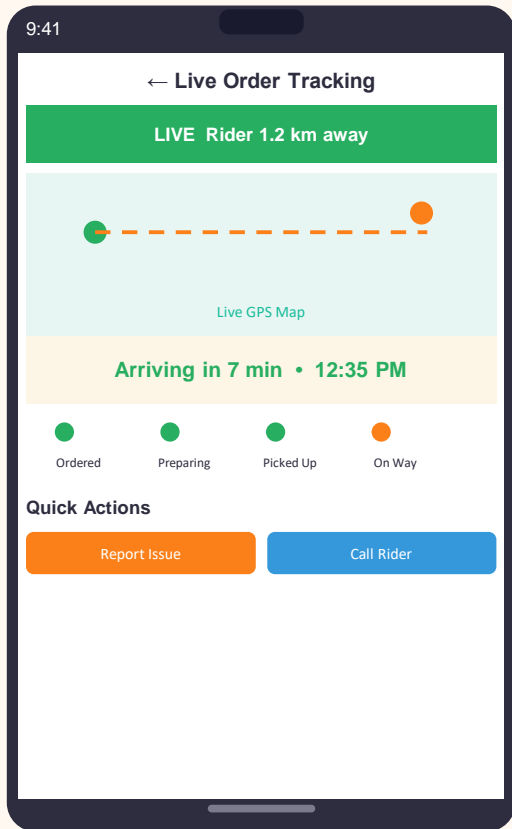 9:41
← Live Order Tracking
LIVE Rider 1.2 km away
Live GPS Map
Arriving in 7 min • 12:35 PM
Ordered Preparing Picked Up On Way
Quick Actions
Report Issue Call Rider